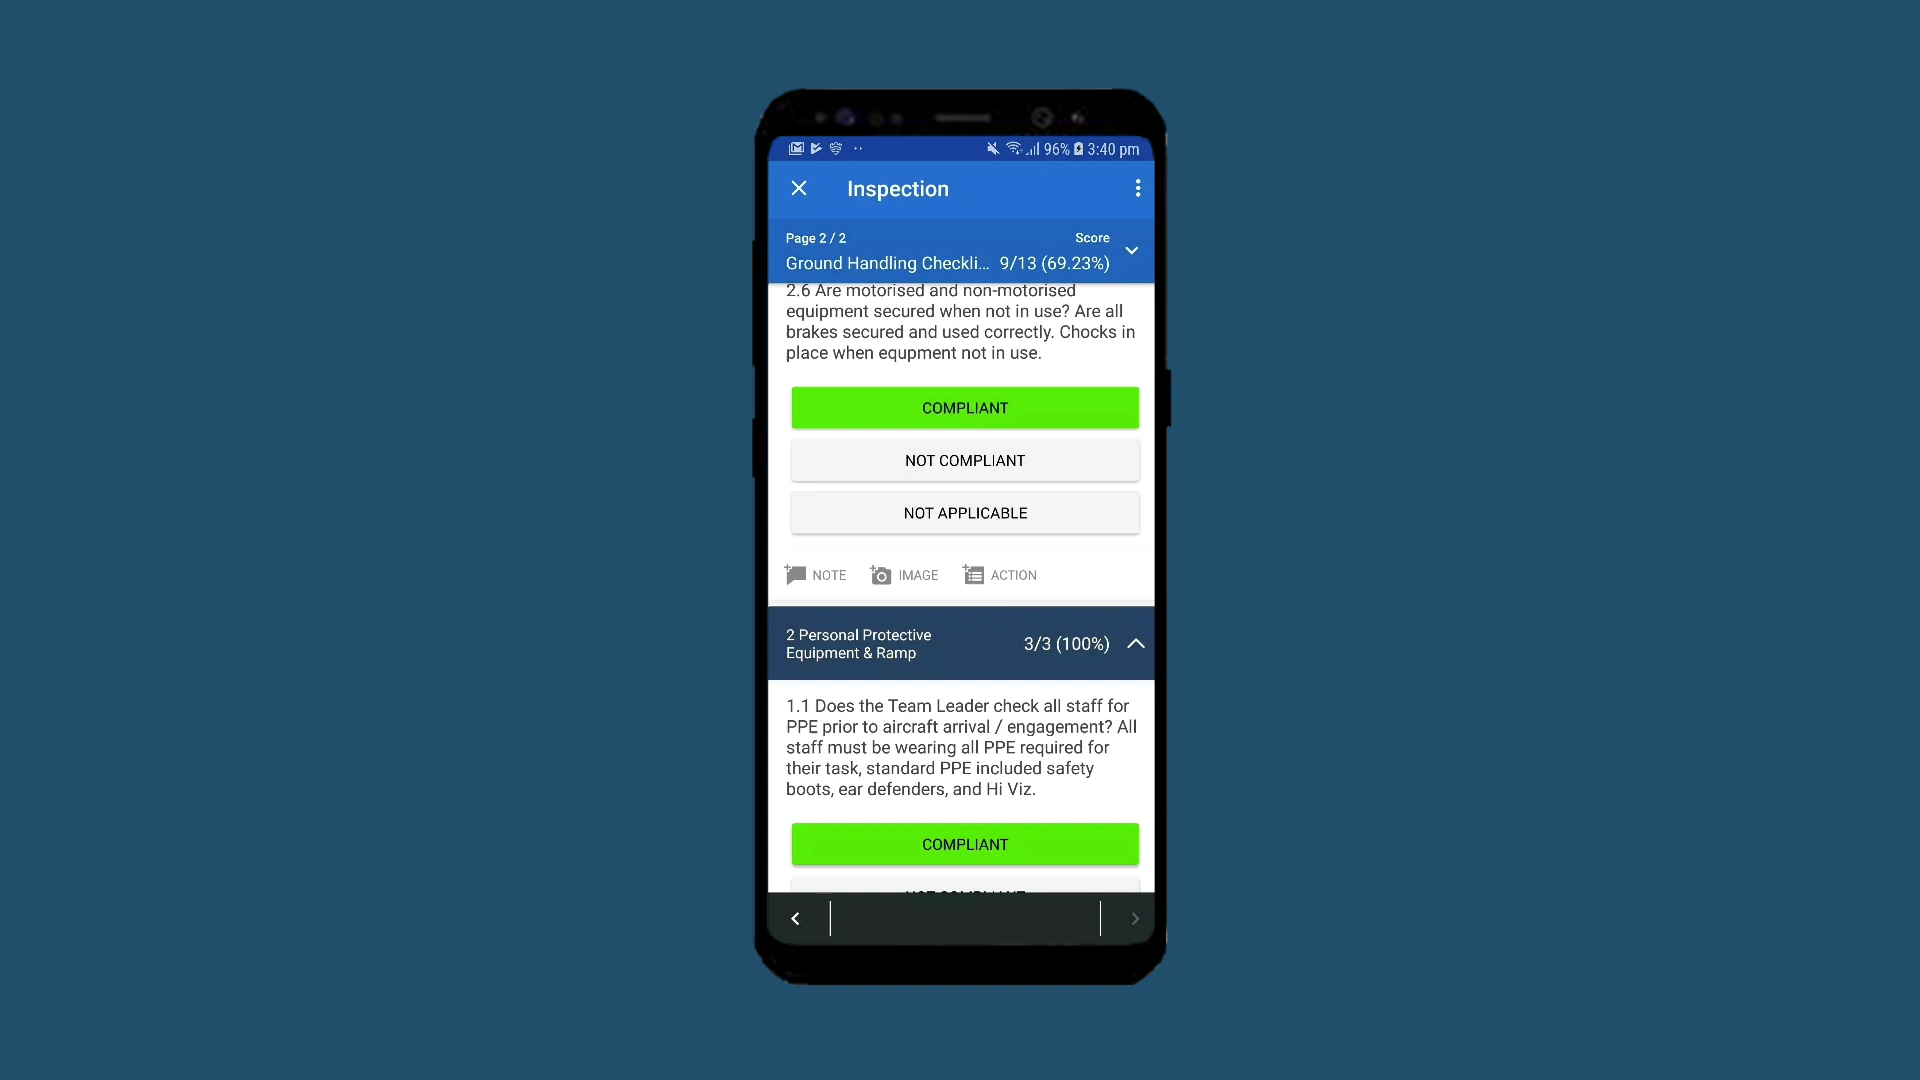 96% 3:40 pm
Inspection
Page 2 / 2 Score
Ground Handling Checkli... 9/13 (69.23%)
2.6 Are motorised and non-motorised
equipment secured when not in use? Are all
brakes secured and used correctly. Chocks in
place when equpment not in use.
COMPLIANT
NOT COMPLIANT
NOT APPLICABLE
NOTE IMAGE ACTION
2 Personal Protective
Equipment & Ramp 3/3 (100%)
1.1 Does the Team Leader check all staff for
PPE prior to aircraft arrival / engagement? All
staff must be wearing all PPE required for
their task, standard PPE included safety
boots, ear defenders, and Hi Viz.
COMPLIANT
NOT COMPLIANT